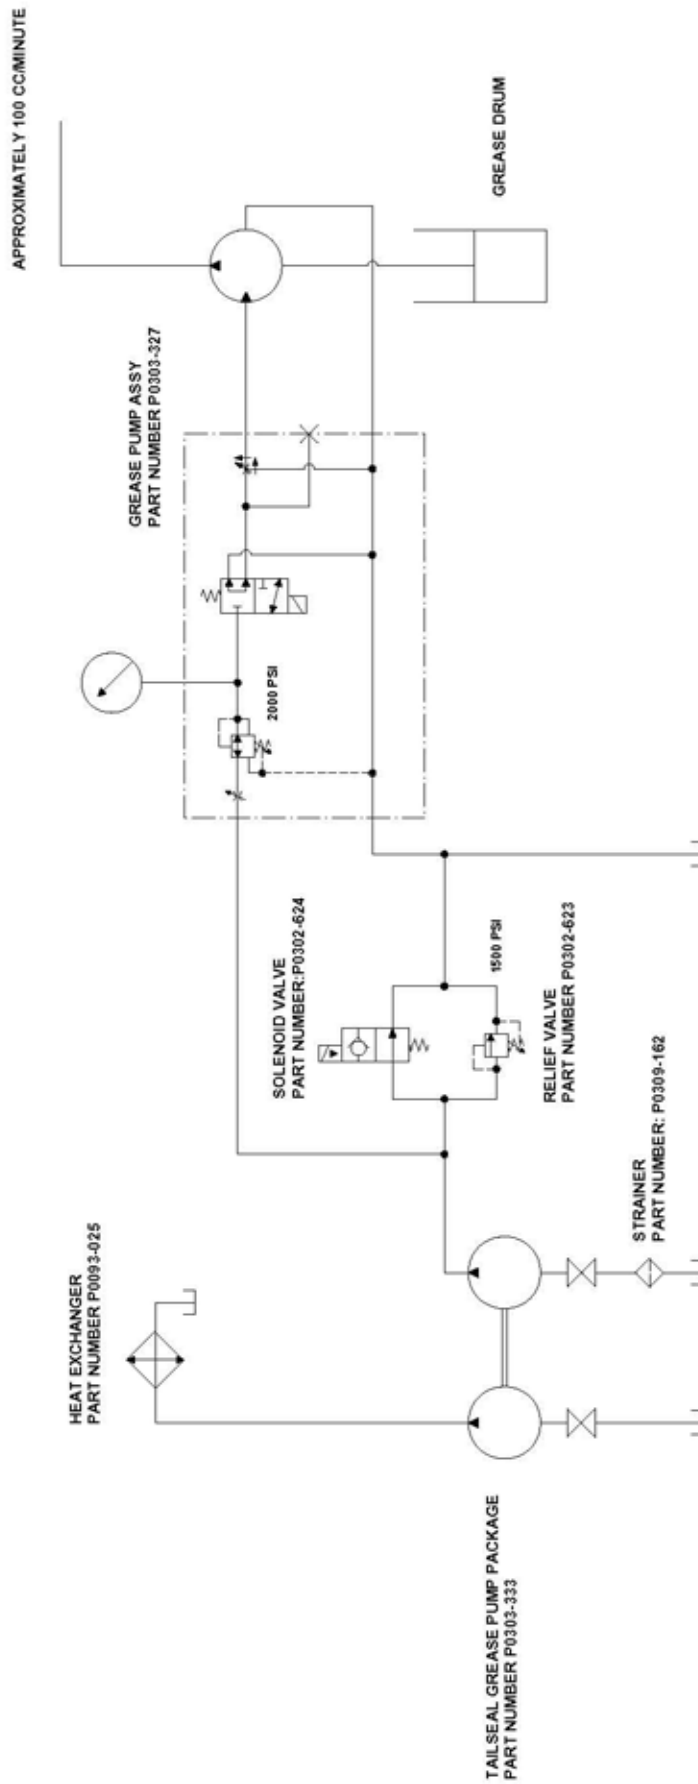 TAILSEAL GREASE PUMP PACKAGE
PART NUMBER P0303-333
HEAT EXCHANGER
PART NUMBER P0093-025
STRAINER
PART NUMBER: P0309-162
SOLENOID VALVE
PART NUMBER:P0302-624
1500 PSI
RELIEF VALVE
PART NUMBER P0302-623
2000 PSI
GREASE PUMP ASSY
PART NUMBER P0303-327
APPROXIMATELY 100 CC/MINUTE
GREASE DRUM